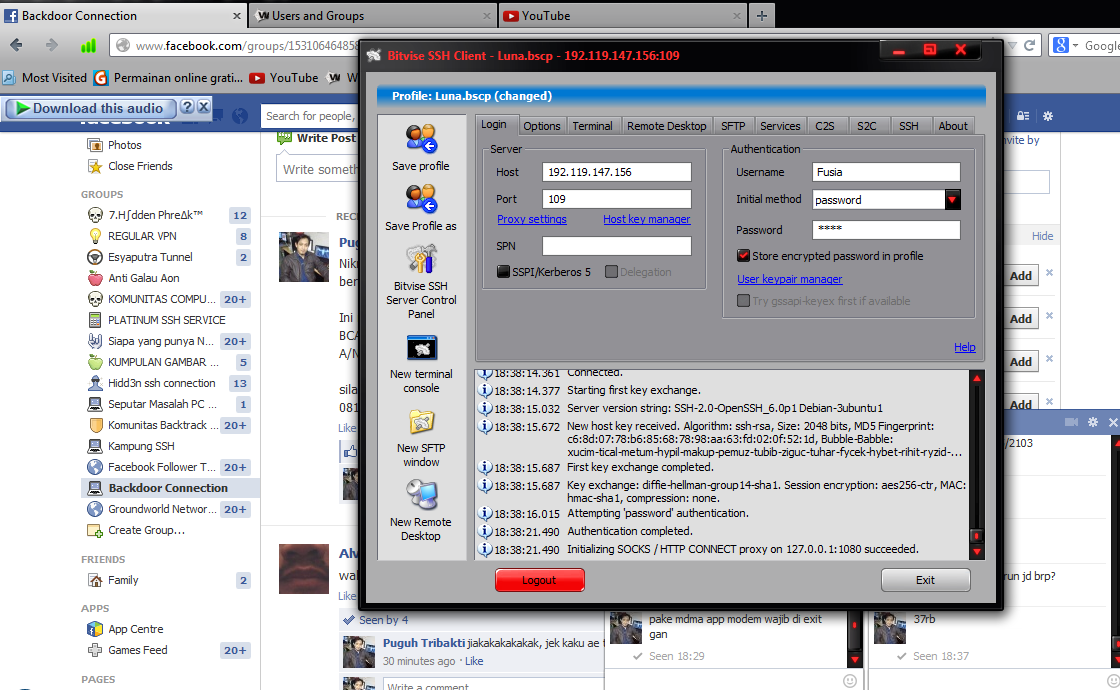 Backdoor Connection
Users and Groups
YouTube
www.facebook.com/groups/15310646485
Google
Most Visited
Permainan online grati...
YouTube
W
Download this audio
?
X
facebook
Search for people,
Photos
Close Friends
GROUPS
7.H∫dden Phre∆k™ 12
REGULAR VPN 8
Esyaputra Tunnel 2
Anti Galau Aon
KOMUNITAS COMPU... 20+
PLATINUM SSH SERVICE
Siapa yang punya N... 20+
KUMPULAN GAMBAR ... 5
Hidd3n ssh connection 13
Seputar Masalah PC ... 1
Komunitas Backtrack ... 20+
Kampung SSH
Facebook Follower T... 20+
Backdoor Connection
Groundworld Networ... 20+
Create Group...
FRIENDS
Family 2
APPS
App Centre
Games Feed 20+
PAGES
Write Post
Write someth
RECE
Pug
Nikr
ber
Ini
BCA
A/N
sila
081
Like
Alv
wal
Like
Seen by 4
Puguh Tribakti jiakakakakakak, jek kaku ae t
30 minutes ago · Like
Write a comment...
Bitvise SSH Client - Luna.bscp - 192.119.147.156:109
Profile: Luna.bscp (changed)
Save profile
Save Profile as
Bitvise SSH
Server Control
Panel
New terminal
console
New SFTP
window
New Remote
Desktop
Login Options Terminal Remote Desktop SFTP Services C2S S2C SSH About
Server
Host 192.119.147.156
Port 109
Proxy settings Host key manager
SPN
SSPI/Kerberos 5 Delegation
Authentication
Username Fusia
Initial method password
Password ****
Store encrypted password in profile
User keypair manager
Try gssapi-keyex first if available
Help
18:38:14.361 Connected.
18:38:14.377 Starting first key exchange.
18:38:15.032 Server version string: SSH-2.0-OpenSSH_6.0p1 Debian-3ubuntu1
18:38:15.672 New host key received. Algorithm: ssh-rsa, Size: 2048 bits, MD5 Fingerprint:
c6:8d:07:78:b6:85:68:78:98:aa:63:fd:02:0f:52:1d, Bubble-Babble:
xucim-tical-metum-hypil-makup-pemuz-tubib-ziguc-tuhar-fycek-hybet-rihit-ryzid-...
18:38:15.687 First key exchange completed.
18:38:15.687 Key exchange: diffie-hellman-group14-sha1. Session encryption: aes256-ctr, MAC:
hmac-sha1, compression: none.
18:38:16.015 Attempting 'password' authentication.
18:38:21.490 Authentication completed.
18:38:21.490 Initializing SOCKS / HTTP CONNECT proxy on 127.0.0.1:1080 succeeded.
Logout
Exit
nvite by
Hide
Add
Add
Add
Add
/2103
run jd brp?
pake mdma app modem wajib di exit
gan
Seen 18:29
37rb
Seen 18:37